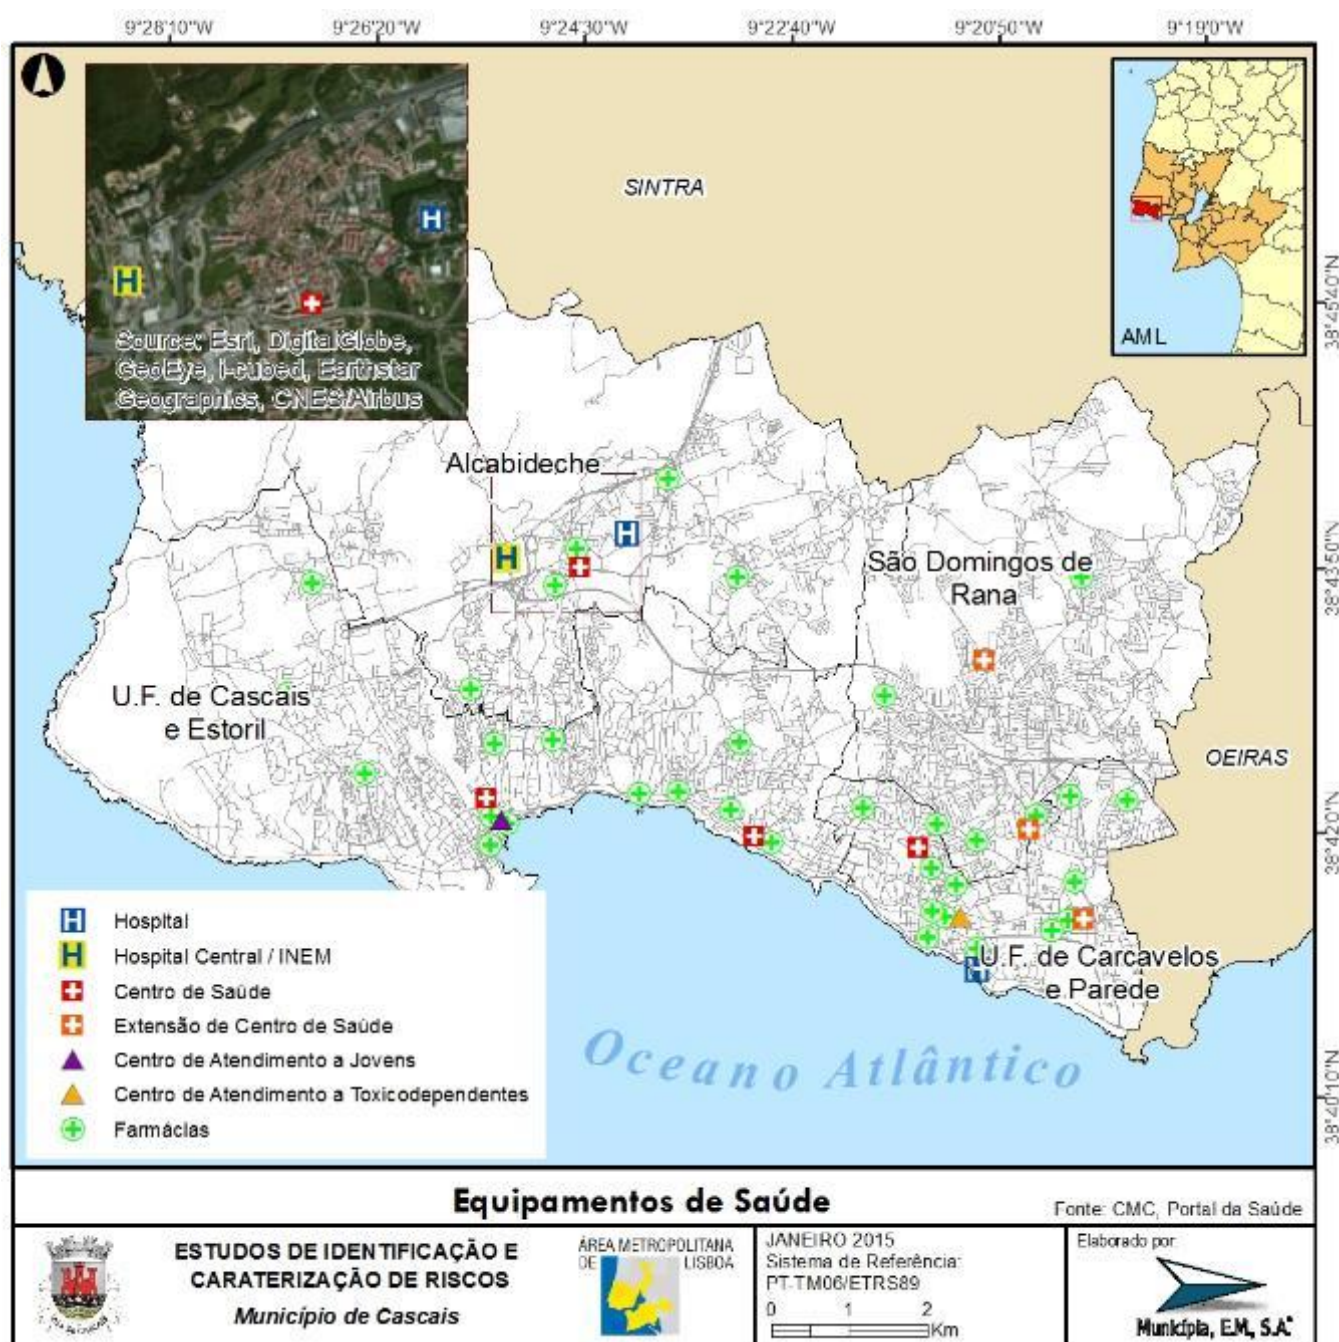 9°28'10"W
9°26'20"W
9°24'30"W
9°22'40"W
9°20'50"W
9°19'0"W
SINTRA
H
H
Source: Esri, DigitalGlobe,
GeoEye, i-cubed, Earthstar
Geographics, CNES/Airbus
AML
38°45'40"N
Alcabideche
H
H
São Domingos de
Rana
38°43'50"N
U.F. de Cascais
e Estoril
OEIRAS
38°42'0"N
U.F. de Carcavelos
e Parede
H
Oceano Atlântico
38°40'10"N
H Hospital
H Hospital Central / INEM
Centro de Saúde
Extensão de Centro de Saúde
Centro de Atendimento a Jovens
Centro de Atendimento a Toxicodependentes
Farmácias
Equipamentos de Saúde
Fonte: CMC, Portal da Saúde
ESTUDOS DE IDENTIFICAÇÃO E
CARATERIZAÇÃO DE RISCOS
Município de Cascais
ÁREA METROPOLITANA
DE LISBOA
JANEIRO 2015
Sistema de Referência:
PT-TM06/ETRS89
0 1 2
Km
Elaborado por:
Município, E.M., S.A.